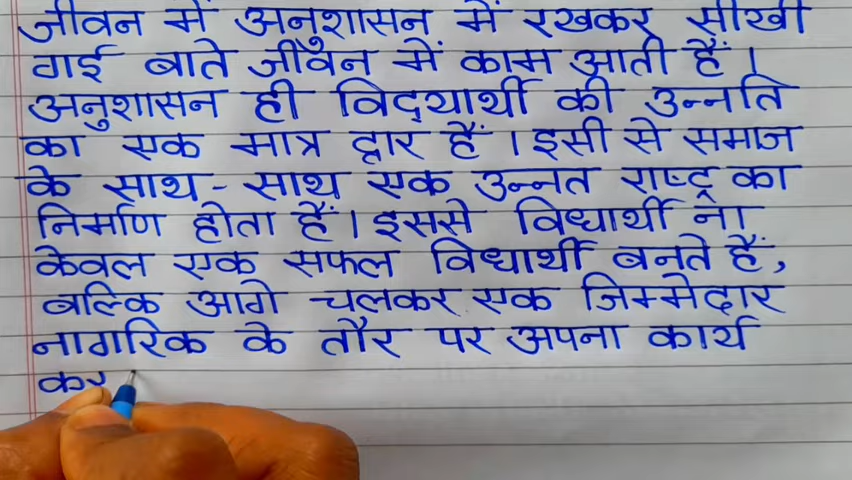 जीवन में अनुशासन में रखकर सीखी
गई बाते जीवन में काम आती हैं।
अनुशासन ही विद्यार्थी की उन्नति
का एक मात्र द्वार हैं। इसी से समाज
के साथ-साथ एक उन्नत राष्ट्र का
निर्माण होता हैं। इससे विधार्थी ना
केवल एक सफल विधार्थी बनते हैं,
बल्कि आगे चलकर एक जिम्मेदार
नागरिक के तौर पर अपना कार्य
कर